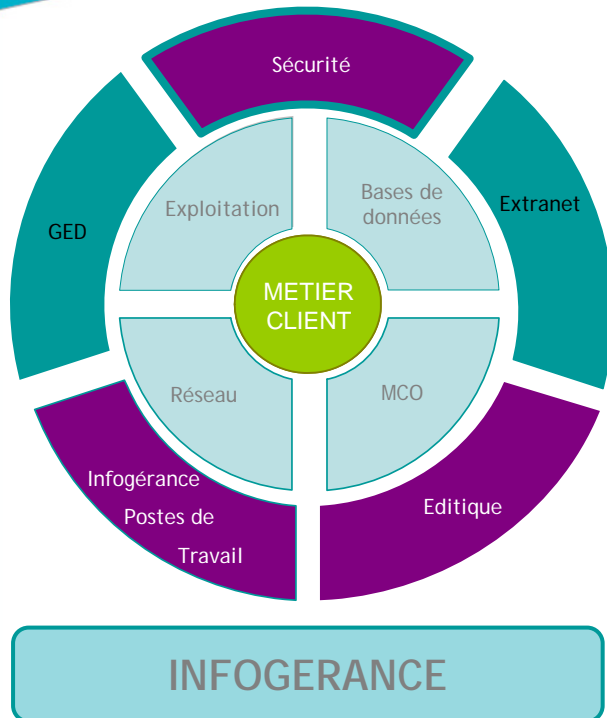 Sécurité
Exploitation
Bases de
données
GED
Extranet
METIER
CLIENT
Réseau
MCO
Infogérance
Postes de
Travail
Editique
INFOGERANCE